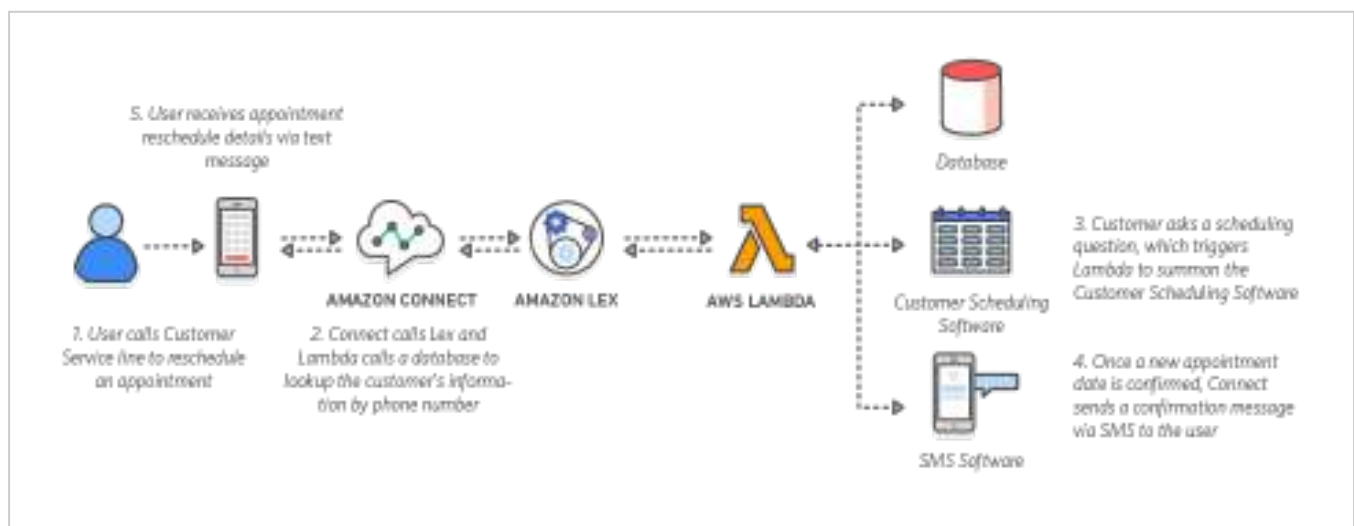 5. User receives appointment
reschedule details via text
message
Database
3. Customer asks a scheduling
question, which triggers
Lambda to summon the
Customer Scheduling Software
AMAZON CONNECT
AMAZON LEX
AWS LAMBDA
Customer Scheduling
Software
1. User calls Customer
Service line to reschedule
an appointment
2. Connect calls Lex and
Lambda calls a database to
lookup the customer's informa-
tion by phone number
4. Once a new appointment
date is confirmed, Connect
sends a confirmation message
via SMS to the user
SMS Software